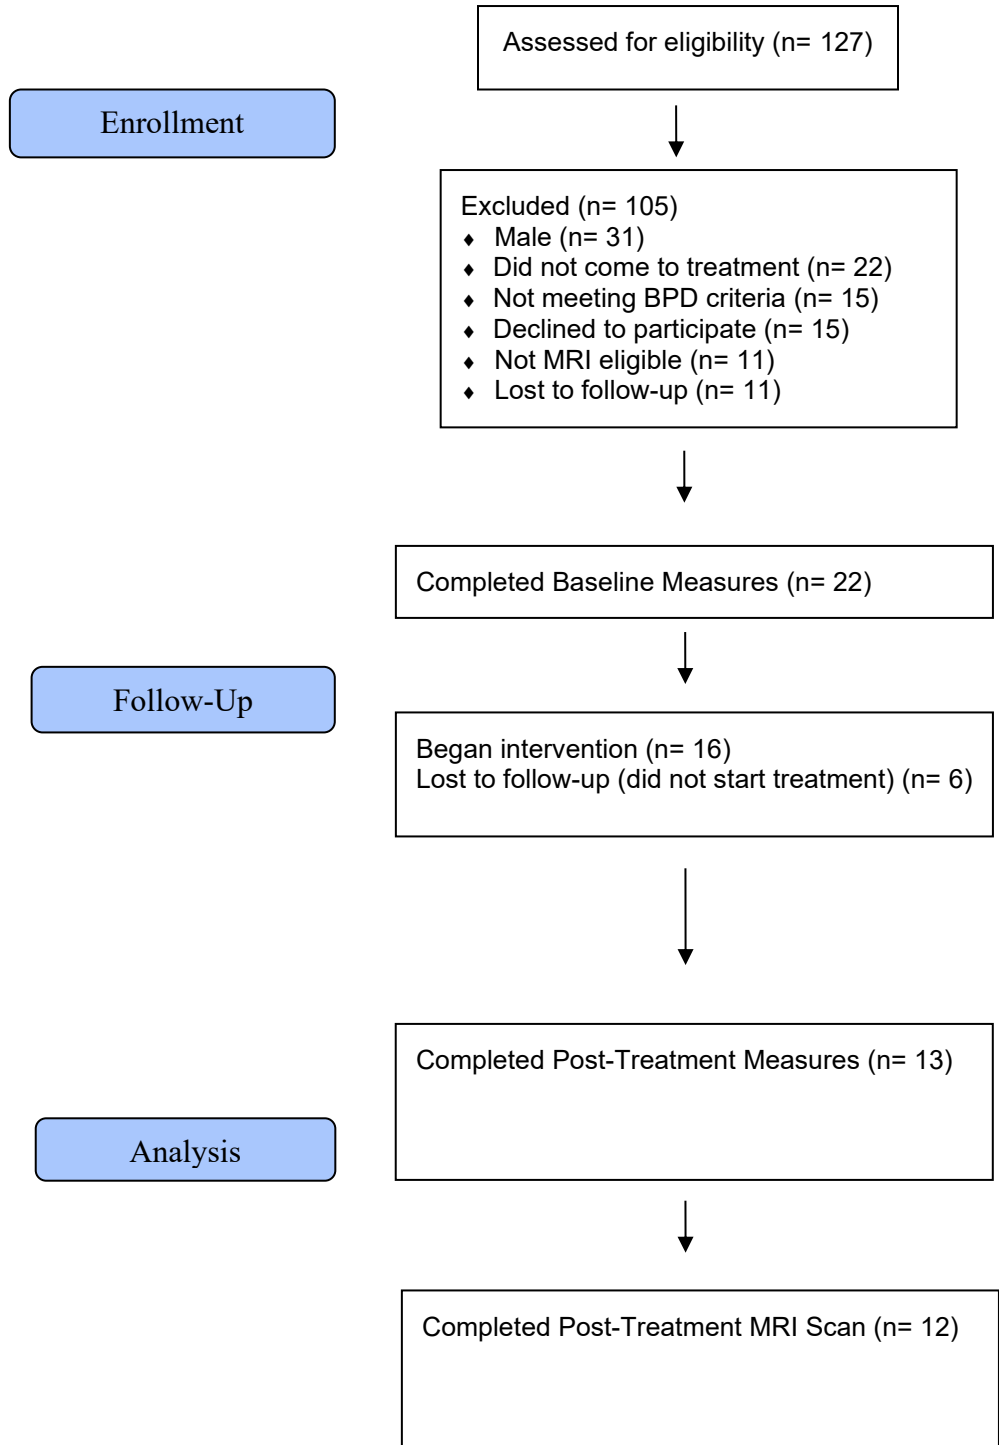 Assessed for eligibility (n= 127)
Enrollment
Excluded (n= 105)
♦ Male (n= 31)
♦ Did not come to treatment (n= 22)
♦ Not meeting BPD criteria (n= 15)
♦ Declined to participate (n= 15)
♦ Not MRI eligible (n= 11)
♦ Lost to follow-up (n= 11)
Completed Baseline Measures (n= 22)
Follow-Up
Began intervention (n= 16)
Lost to follow-up (did not start treatment) (n= 6)
Completed Post-Treatment Measures (n= 13)
Analysis
Completed Post-Treatment MRI Scan (n= 12)